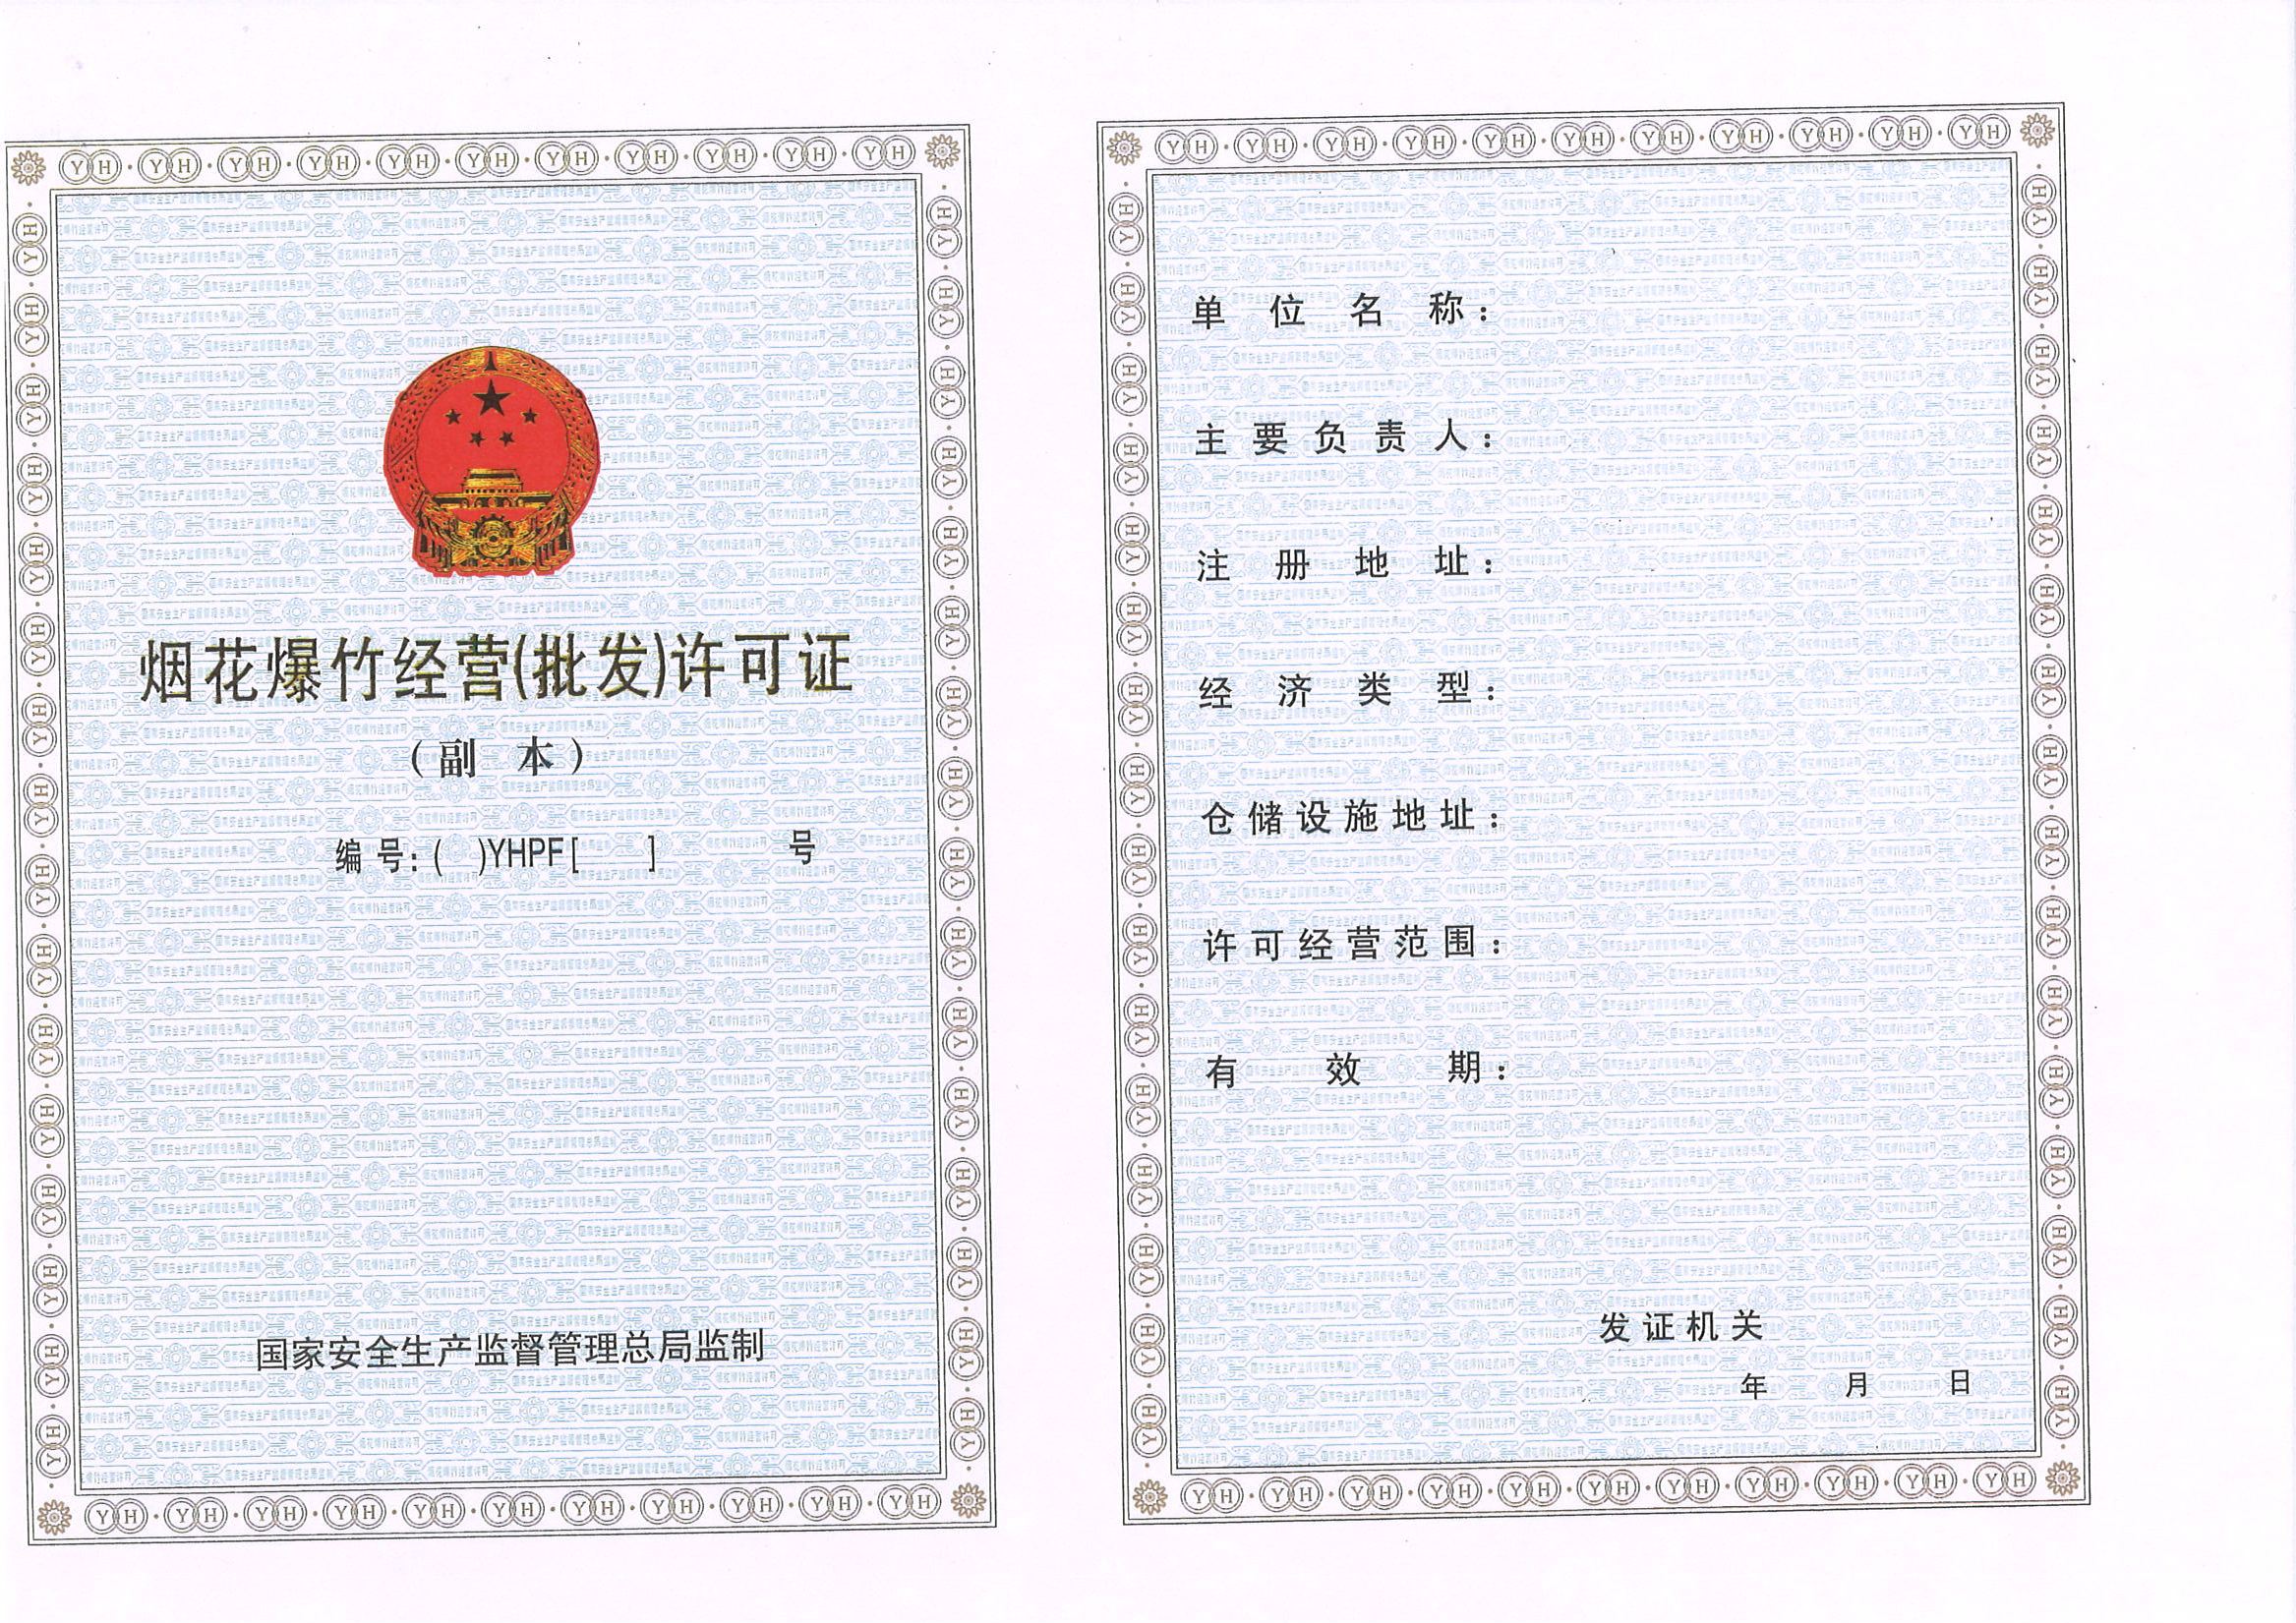 烟花爆竹经营(批发)许可证
(副 本)
编 号:( )YHPF[ ] 号
国家安全生产监督管理总局监制
单 位 名 称:
主 要 负 责 人:
注 册 地 址:
经 济 类 型:
仓储设施地址:
许可经营范围:
有 效 期:
发证机关
年 月 日